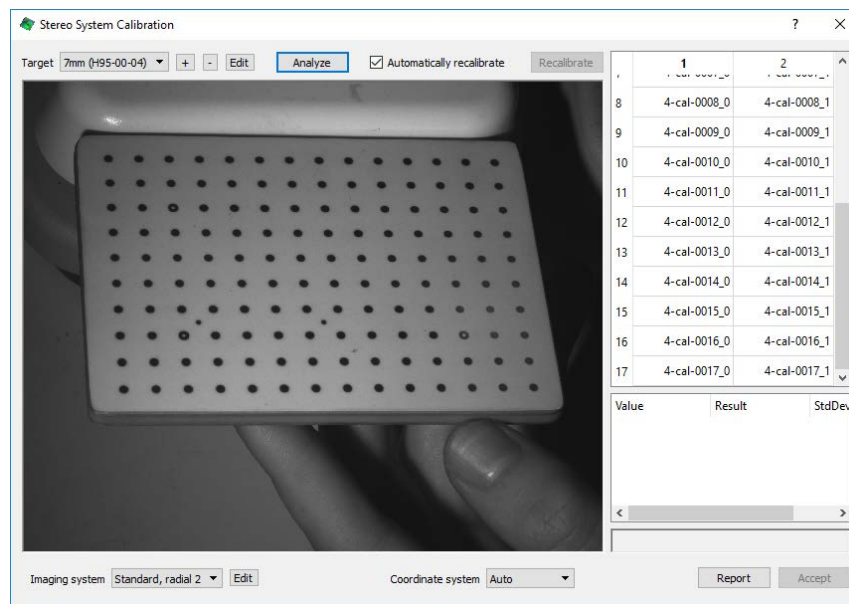 Stereo System Calibration
Target 7mm (H95-00-04) + - Edit Analyze Automatically recalibrate Recalibrate
1 2
8 4-cal-0008_0 4-cal-0008_1
9 4-cal-0009_0 4-cal-0009_1
10 4-cal-0010_0 4-cal-0010_1
11 4-cal-0011_0 4-cal-0011_1
12 4-cal-0012_0 4-cal-0012_1
13 4-cal-0013_0 4-cal-0013_1
14 4-cal-0014_0 4-cal-0014_1
15 4-cal-0015_0 4-cal-0015_1
16 4-cal-0016_0 4-cal-0016_1
17 4-cal-0017_0 4-cal-0017_1
Value Result StdDev
Imaging system Standard, radial 2 Edit Coordinate system Auto Report Accept